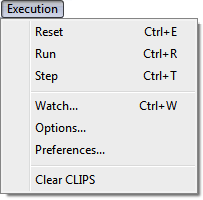 Execution
Reset Ctrl+E
Run Ctrl+R
Step Ctrl+T
Watch... Ctrl+W
Options...
Preferences...
Clear CLIPS